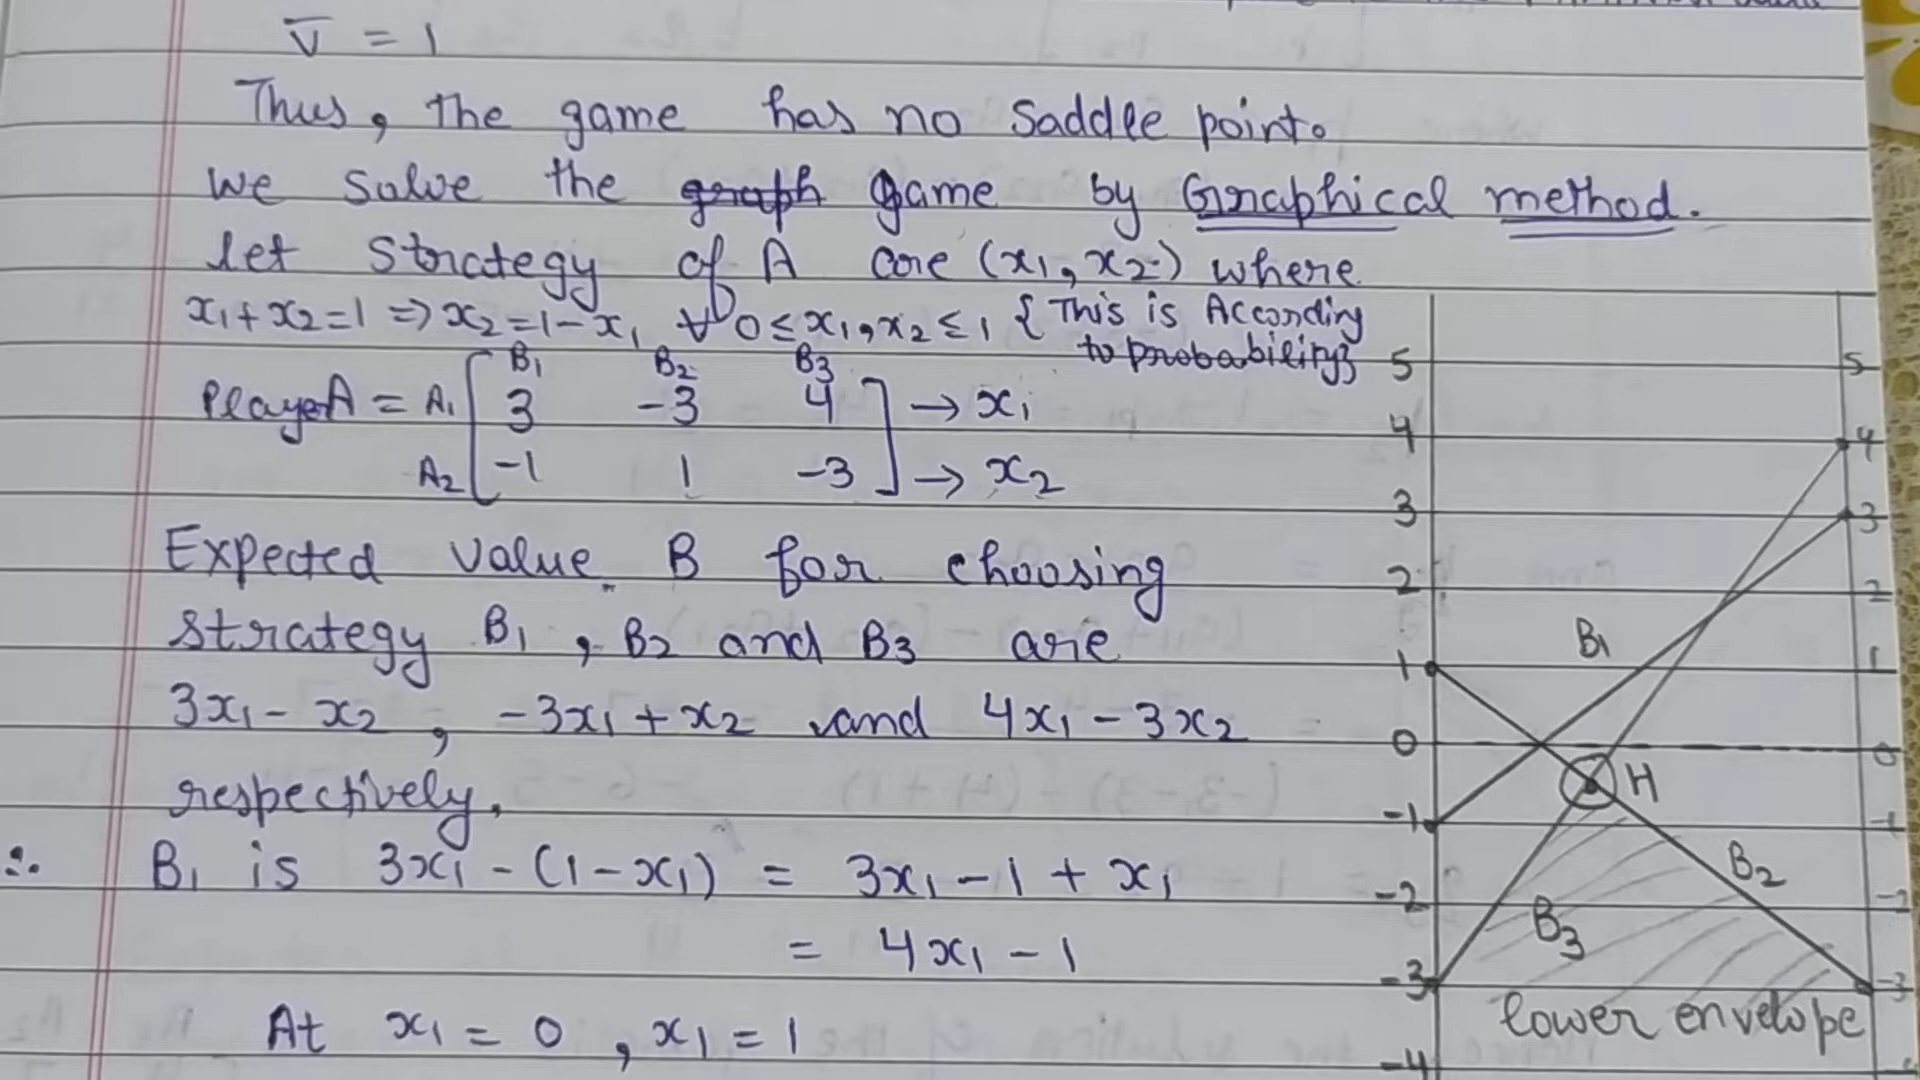 V̄ = 1
Thus, the game has no saddle point.
We solve the graph game by Graphical method.
let strategy of A are (x₁, x₂) where
x₁+x₂=1 => x₂=1-x₁ ∀ 0≤x₁,x₂≤1 { This is According
to probability}
B₁ B₂ B₃
Player A = A₁ [ 3 -3 4 ] → x₁
A₂ [ -1 1 -3 ] → x₂
Expected value B for choosing
strategy B₁, B₂ and B₃ are
3x₁ - x₂, -3x₁ + x₂ and 4x₁ - 3x₂
respectively.
∴ B₁ is 3x₁ - (1-x₁) = 3x₁ - 1 + x₁
= 4x₁ - 1
At x₁ = 0, x₁ = 1
5 5
4 4
3 3
2 2
B₁
1 1
0 0
H
-1 -1
B₂
-2 -2
B₃
-3 -3
lower envelope
-4